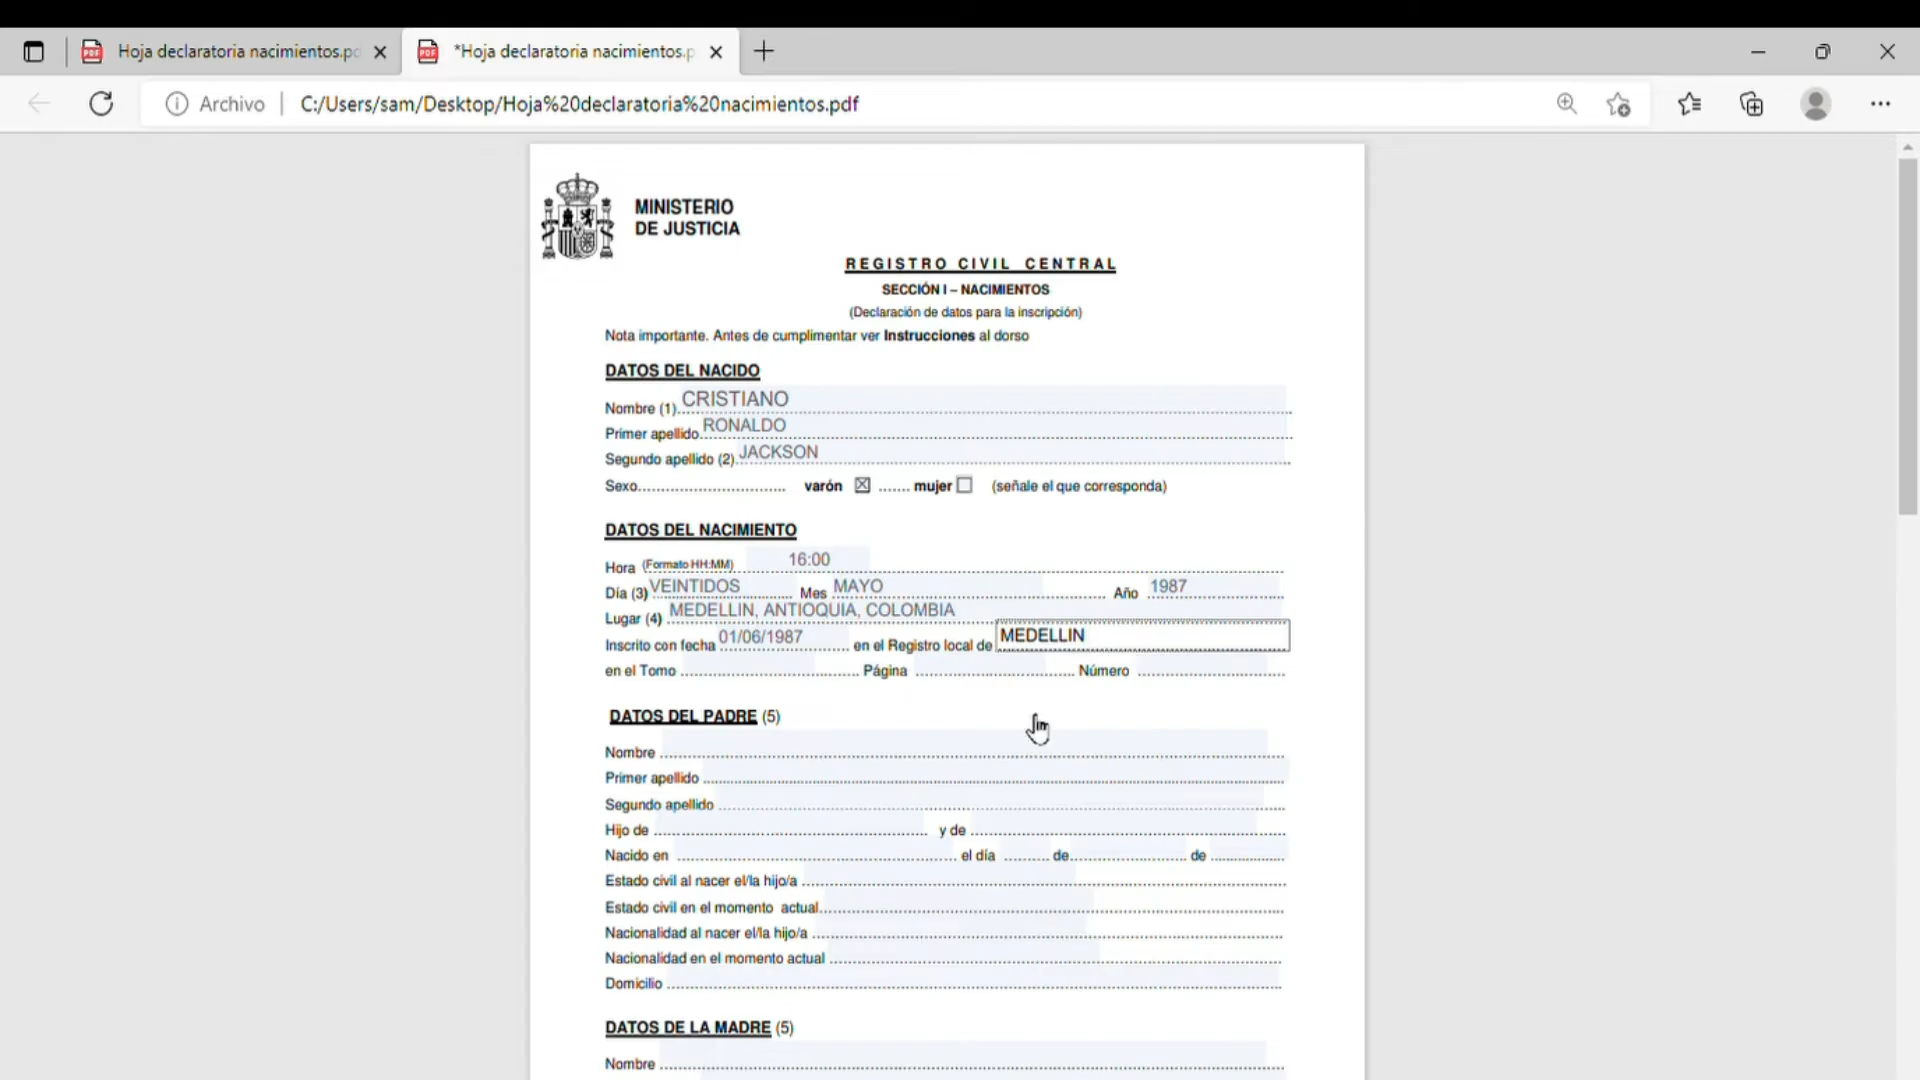 Hoja declaratoria nacimientos.pd
*Hoja declaratoria nacimientos.p
Archivo C:/Users/sam/Desktop/Hoja%20declaratoria%20nacimientos.pdf
MINISTERIO
DE JUSTICIA
REGISTRO CIVIL CENTRAL
SECCIÓN I – NACIMIENTOS
(Declaración de datos para la inscripción)
Nota importante. Antes de cumplimentar ver Instrucciones al dorso
DATOS DEL NACIDO
Nombre (1) CRISTIANO
Primer apellido RONALDO
Segundo apellido (2) JACKSON
Sexo varón ☒ mujer ☐ (señale el que corresponda)
DATOS DEL NACIMIENTO
Hora (Formato HH:MM) 16:00
Día (3) VEINTIDOS Mes MAYO Año 1987
Lugar (4) MEDELLIN, ANTIOQUIA, COLOMBIA
Inscrito con fecha 01/06/1987 en el Registro local de MEDELLIN
en el Tomo Página Número
DATOS DEL PADRE (5)
Nombre
Primer apellido
Segundo apellido
Hijo de y de
Nacido en el día de de
Estado civil al nacer el/la hijo/a
Estado civil en el momento actual
Nacionalidad al nacer el/la hijo/a
Nacionalidad en el momento actual
Domicilio
DATOS DE LA MADRE (5)
Nombre